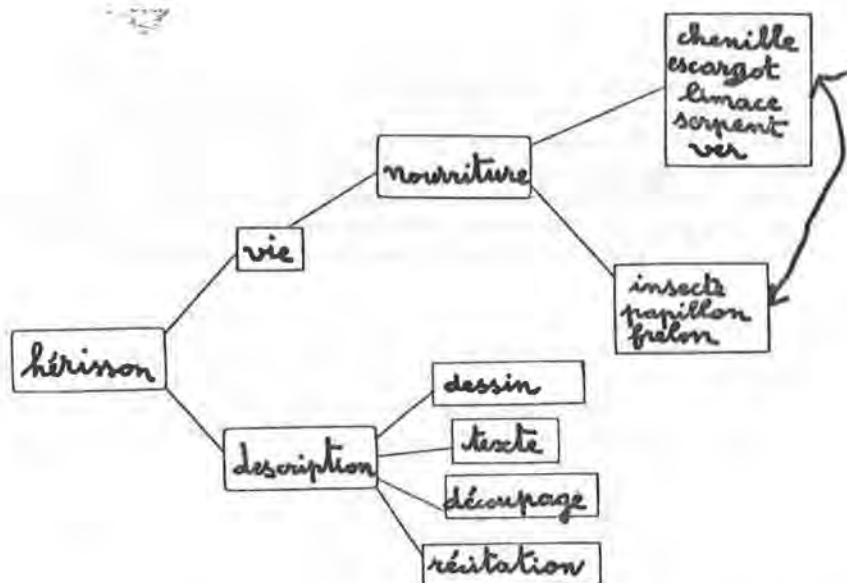 chenille
escargot
limace
serpent
ver
nourriture
vie
insecte
papillon
frelon
hérisson
dessin
texte
description
découpage
récitation